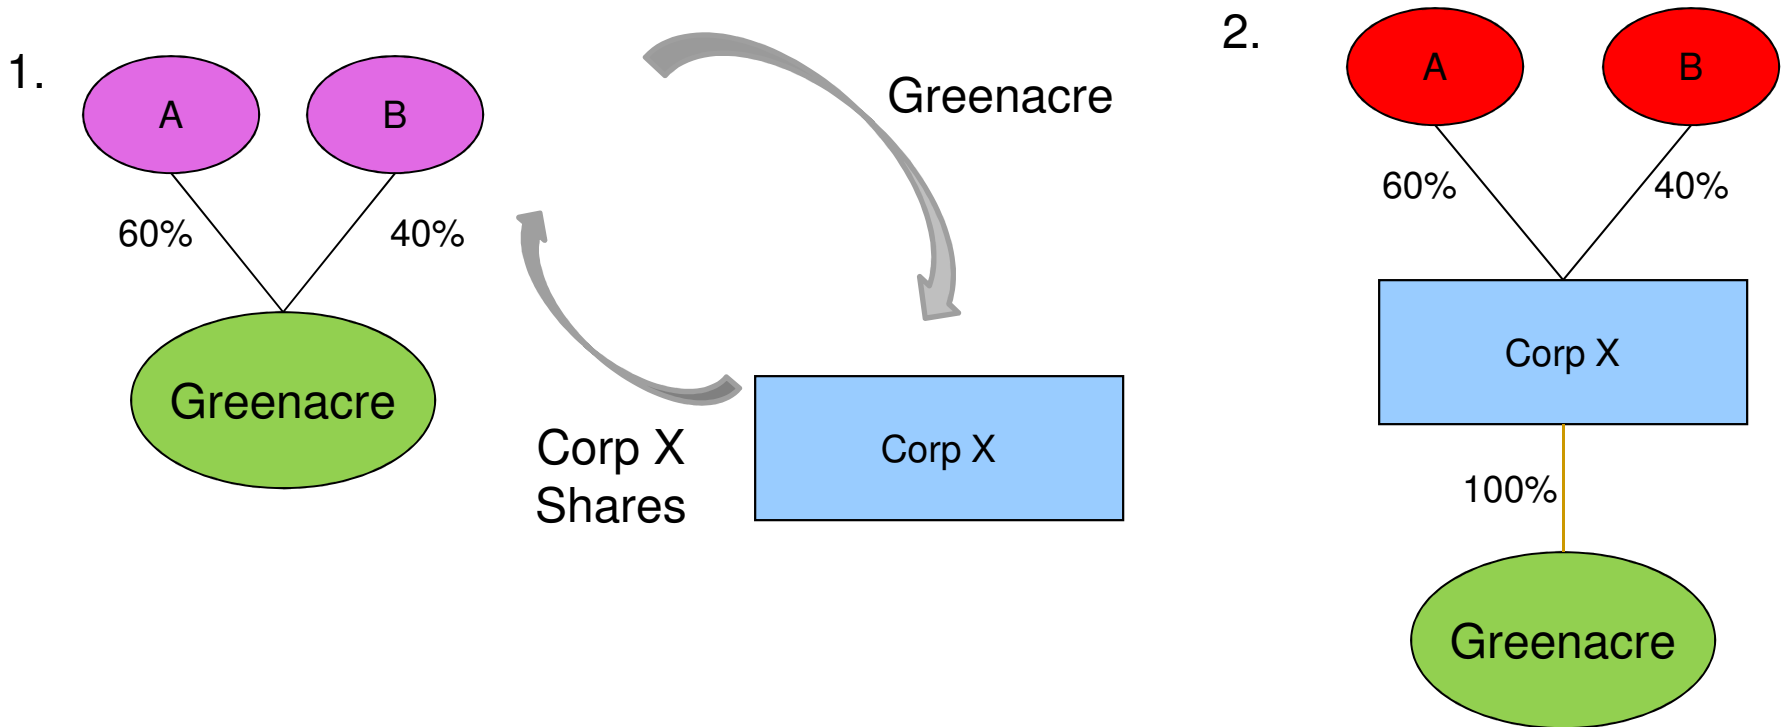 1.
A
B
60%
40%
Greenacre
Greenacre
Corp X
Shares
Corp X
2.
A
B
60%
40%
Corp X
100%
Greenacre